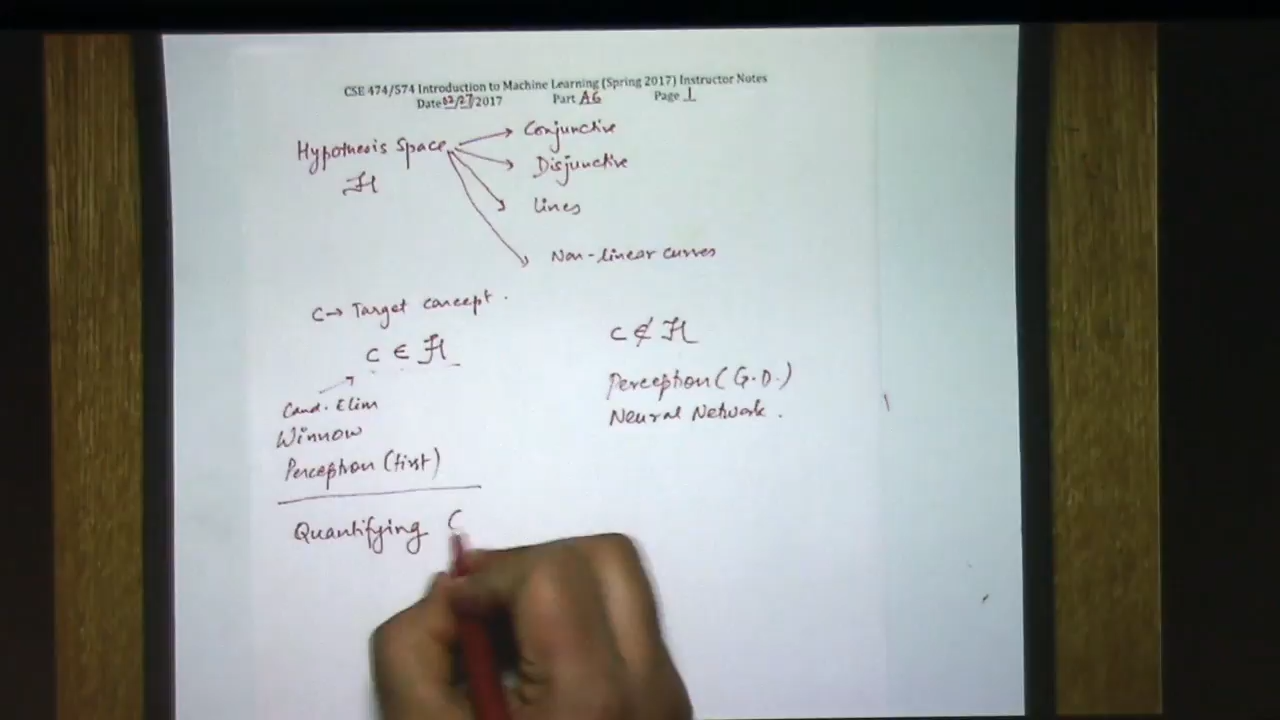 CSE 474/574 Introduction to Machine Learning (Spring 2017) Instructor Notes
Date 03/27/2017 Part A6 Page 1
Hypothesis Space
H
Conjunctive
Disjunctive
Lines
Non-linear curves
C → Target concept.
C ∈ H
Cand. Elim
Winnow
Perceptron (first)
C ∉ H
Perceptron (G.D.)
Neural Network.
Quantifying C